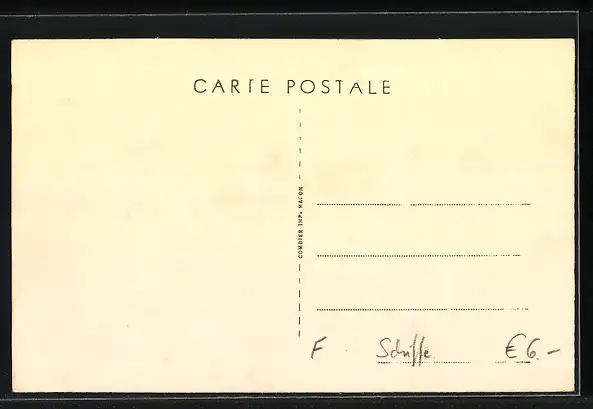 CARTE POSTALE
COMBIER IMP. MACON
F Schiffe € 6.-